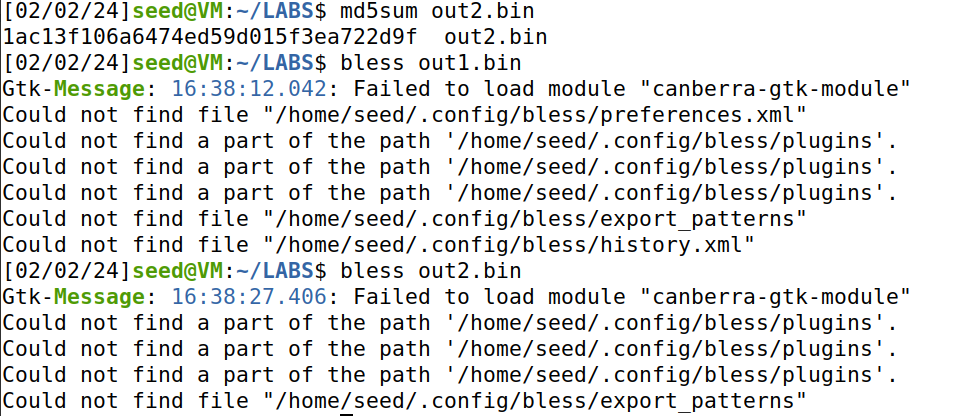 [02/02/24]seed@VM:~/LABS$ md5sum out2.bin
1ac13f106a6474ed59d015f3ea722d9f  out2.bin
[02/02/24]seed@VM:~/LABS$ bless out1.bin
Gtk-Message: 16:38:12.042: Failed to load module "canberra-gtk-module"
Could not find file "/home/seed/.config/bless/preferences.xml"
Could not find a part of the path '/home/seed/.config/bless/plugins'.
Could not find a part of the path '/home/seed/.config/bless/plugins'.
Could not find a part of the path '/home/seed/.config/bless/plugins'.
Could not find file "/home/seed/.config/bless/export_patterns"
Could not find file "/home/seed/.config/bless/history.xml"
[02/02/24]seed@VM:~/LABS$ bless out2.bin
Gtk-Message: 16:38:27.406: Failed to load module "canberra-gtk-module"
Could not find a part of the path '/home/seed/.config/bless/plugins'.
Could not find a part of the path '/home/seed/.config/bless/plugins'.
Could not find a part of the path '/home/seed/.config/bless/plugins'.
Could not find file "/home/seed/.config/bless/export_patterns"